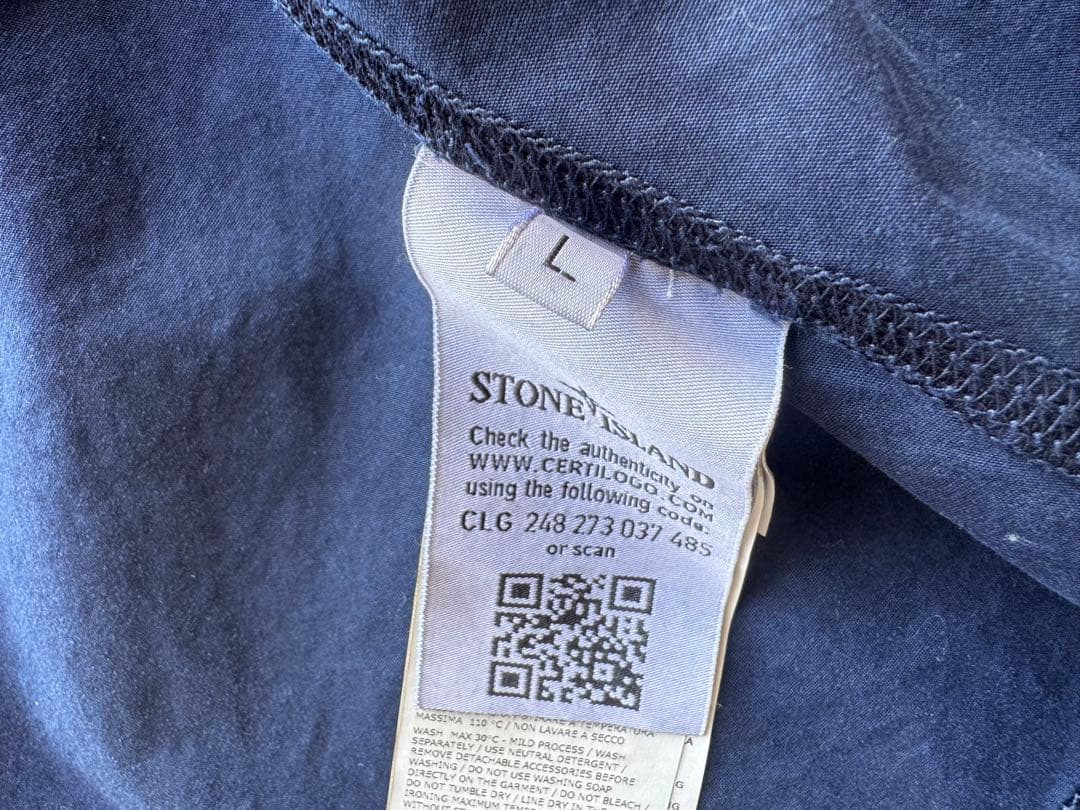 L
STONE ISLAND
Check the authenticity on
WWW.CERTILOGO.COM
using the following code:
CLG 248 273 037 485
or scan
A TEMPERATURA
MASSIMA 110 °C / NON LAVARE A SECCO
WASH MAX 30°C - MILD PROCESS / WASH
SEPARATELY / USE NEUTRAL DETERGENT /
REMOVE DETACHABLE ACCESSORIES BEFORE
WASHING / DO NOT USE WASHING SOAP
DIRECTLY ON THE GARMENT / DO NOT BLEACH /
DO NOT TUMBLE DRY / LINE DRY IN THE
IRONING MAXIMUM
A
G
G